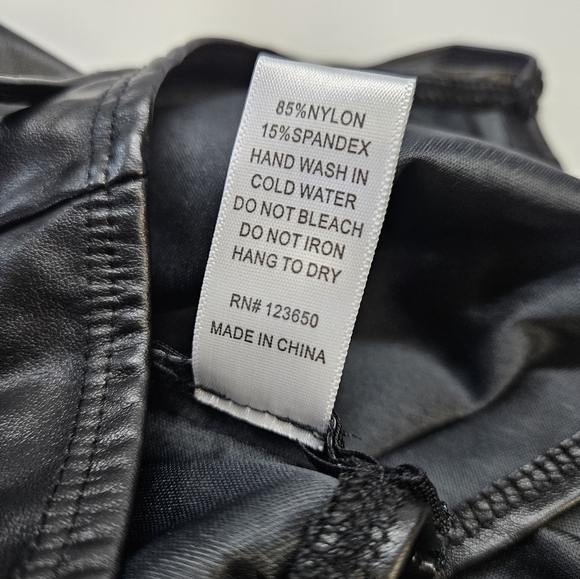 85%NYLON
15%SPANDEX
HAND WASH IN
COLD WATER
DO NOT BLEACH
DO NOT IRON
HANG TO DRY
RN# 123650
MADE IN CHINA